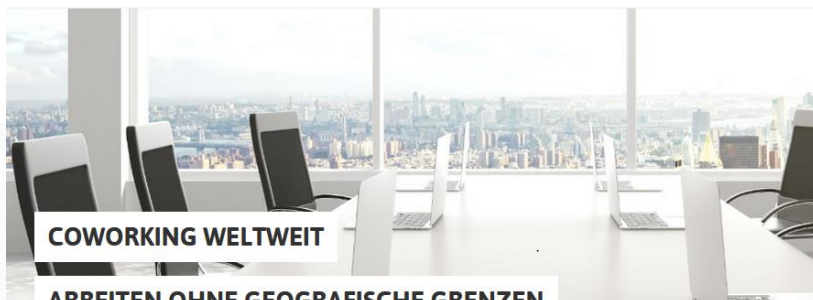 COWORKING WELTWEIT
ARBEITEN OHNE GEOGRAFISCHE GRENZEN